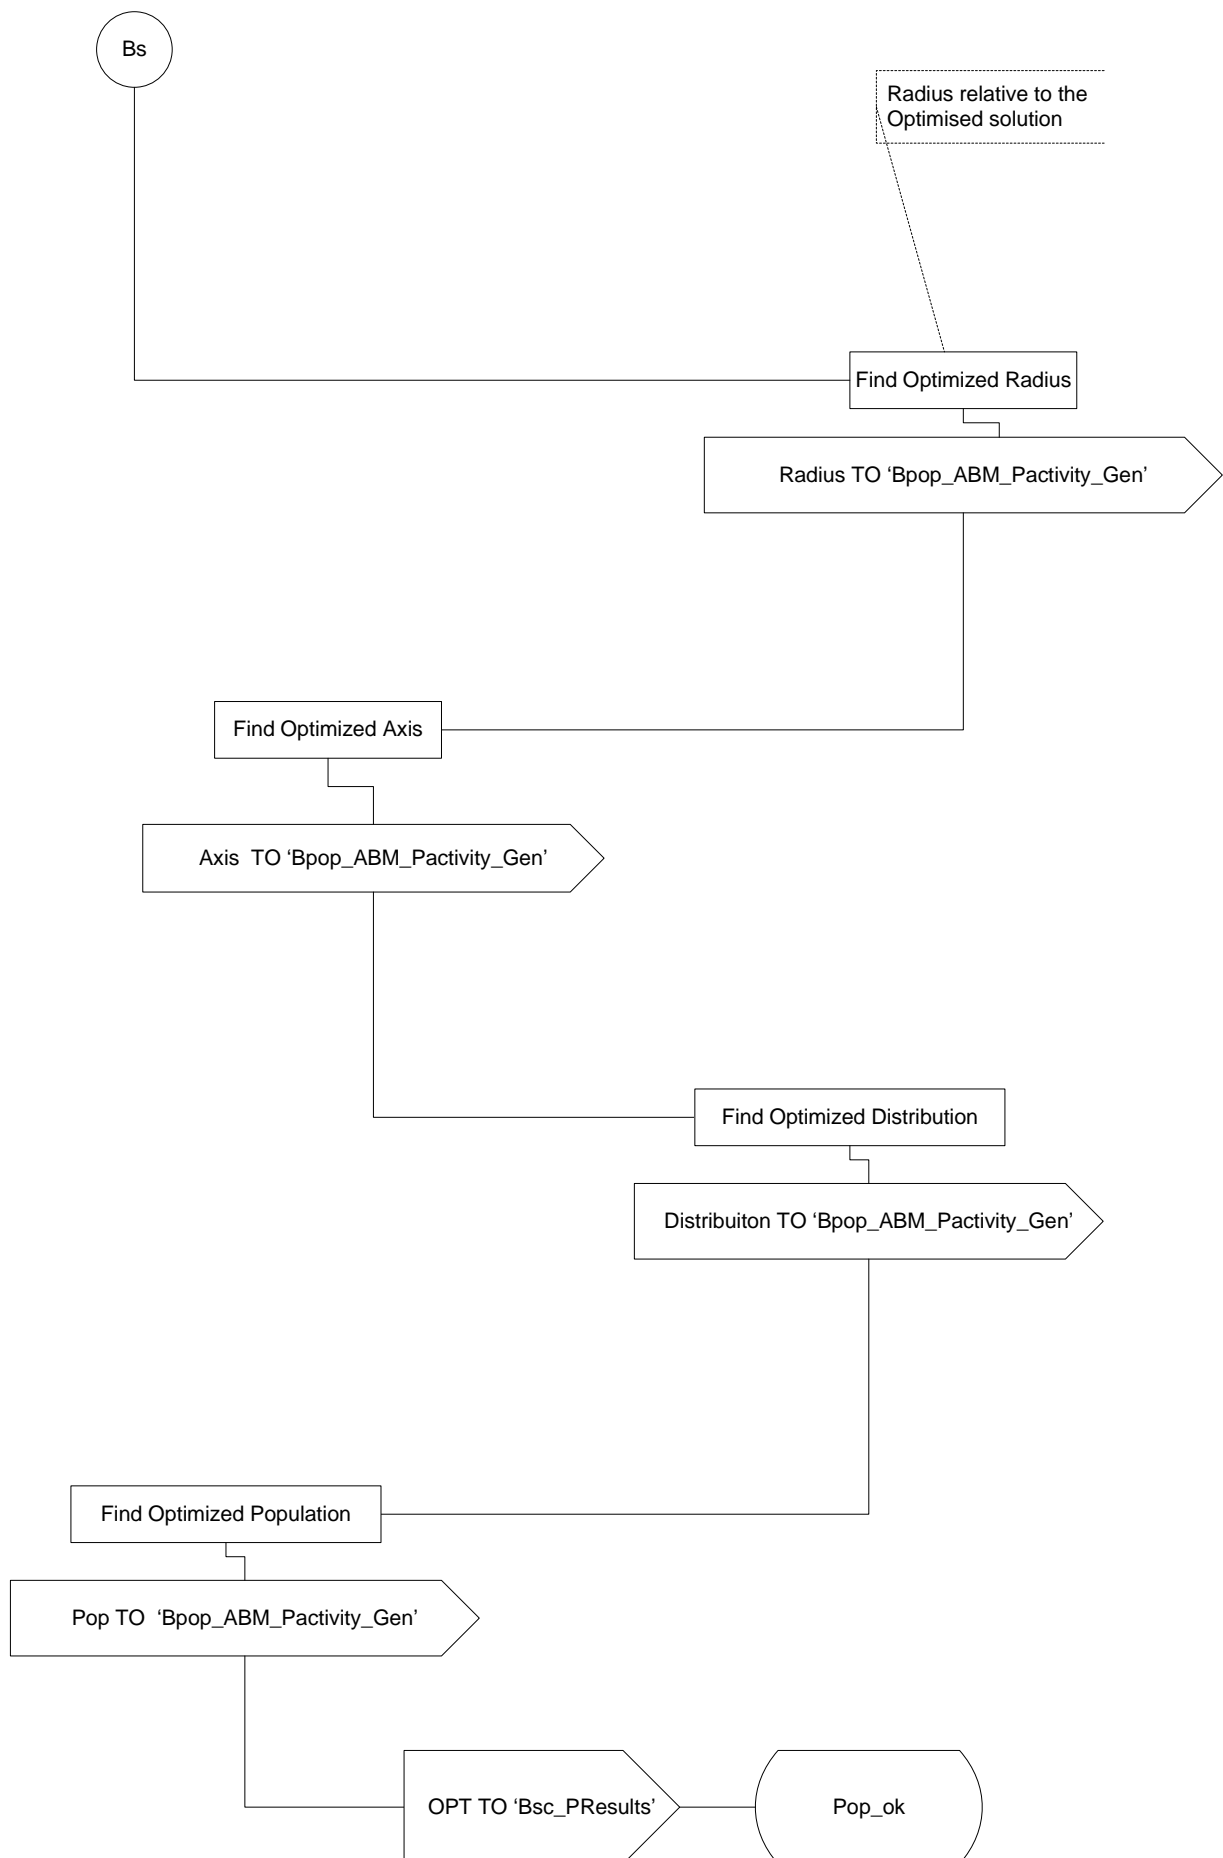 Bs
Radius relative to the
Optimised solution
Find Optimized Radius
Radius TO ‘Bpop_ABM_Pactivity_Gen’
Find Optimized Axis
Axis  TO ‘Bpop_ABM_Pactivity_Gen’
Find Optimized Distribution
Distribuiton TO ‘Bpop_ABM_Pactivity_Gen’
Find Optimized Population
Pop TO  ‘Bpop_ABM_Pactivity_Gen’
OPT TO ‘Bsc_PResults’
Pop_ok